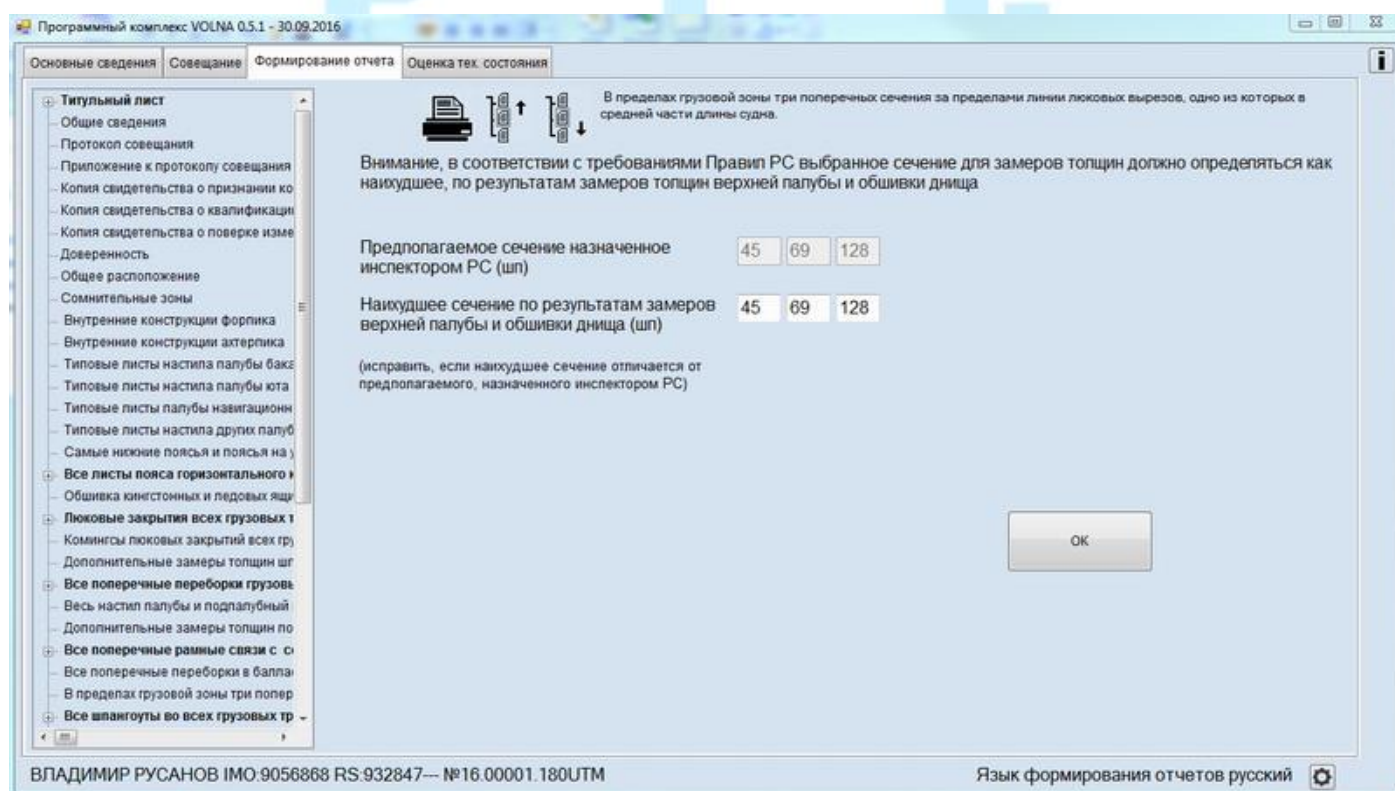 Программный комплекс VOLNA 0.5.1 - 30.09.2016
Основные сведения Совещание Формирование отчета Оценка тех. состояния
Титульный лист
Общие сведения
Протокол совещания
Приложение к протоколу совещания
Копия свидетельства о признании ко
Копия свидетельства о квалификаци
Копия свидетельства о поверке изме
Доверенность
Общее расположение
Сомнительные зоны
Внутренние конструкции форпика
Внутренние конструкции ахтерпика
Типовые листы настила палубы бака
Типовые листы настила палубы юта
Типовые листы палубы навигационн
Типовые листы настила других палуб
Самые нижние поясья и поясья на
Все листы пояса горизонтального
Обшивка кингстонных и ледовых ящи
Люковые закрытия всех грузовых т
Комингсы люковых закрытий всех гру
Дополнительные замеры толщин шг
Все поперечные переборки грузовь
Весь настил палубы и подпалубный
Дополнительные замеры толщин по
Все поперечные рамные связи с
Все поперечные переборки в балла
В пределах грузовой зоны три попер
Все шпангоуты во всех грузовых тр
В пределах грузовой зоны три поперечных сечения за пределами линии люковых вырезов, одно из которых в
средней части длины судна.
Внимание, в соответствии с требованиями Правил РС выбранное сечение для замеров толщин должно определяться как
наихудшее, по результатам замеров толщин верхней палубы и обшивки днища
Предполагаемое сечение назначенное
инспектором РС (шп)
45 69 128
Наихудшее сечение по результатам замеров
верхней палубы и обшивки днища (шп)
45 69 128
(исправить, если наихудшее сечение отличается от
предполагаемого, назначенного инспектором РС)
ОК
ВЛАДИМИР РУСАНОВ IMO:9056868 RS:932847--- №16.00001.180UTM
Язык формирования отчетов русский